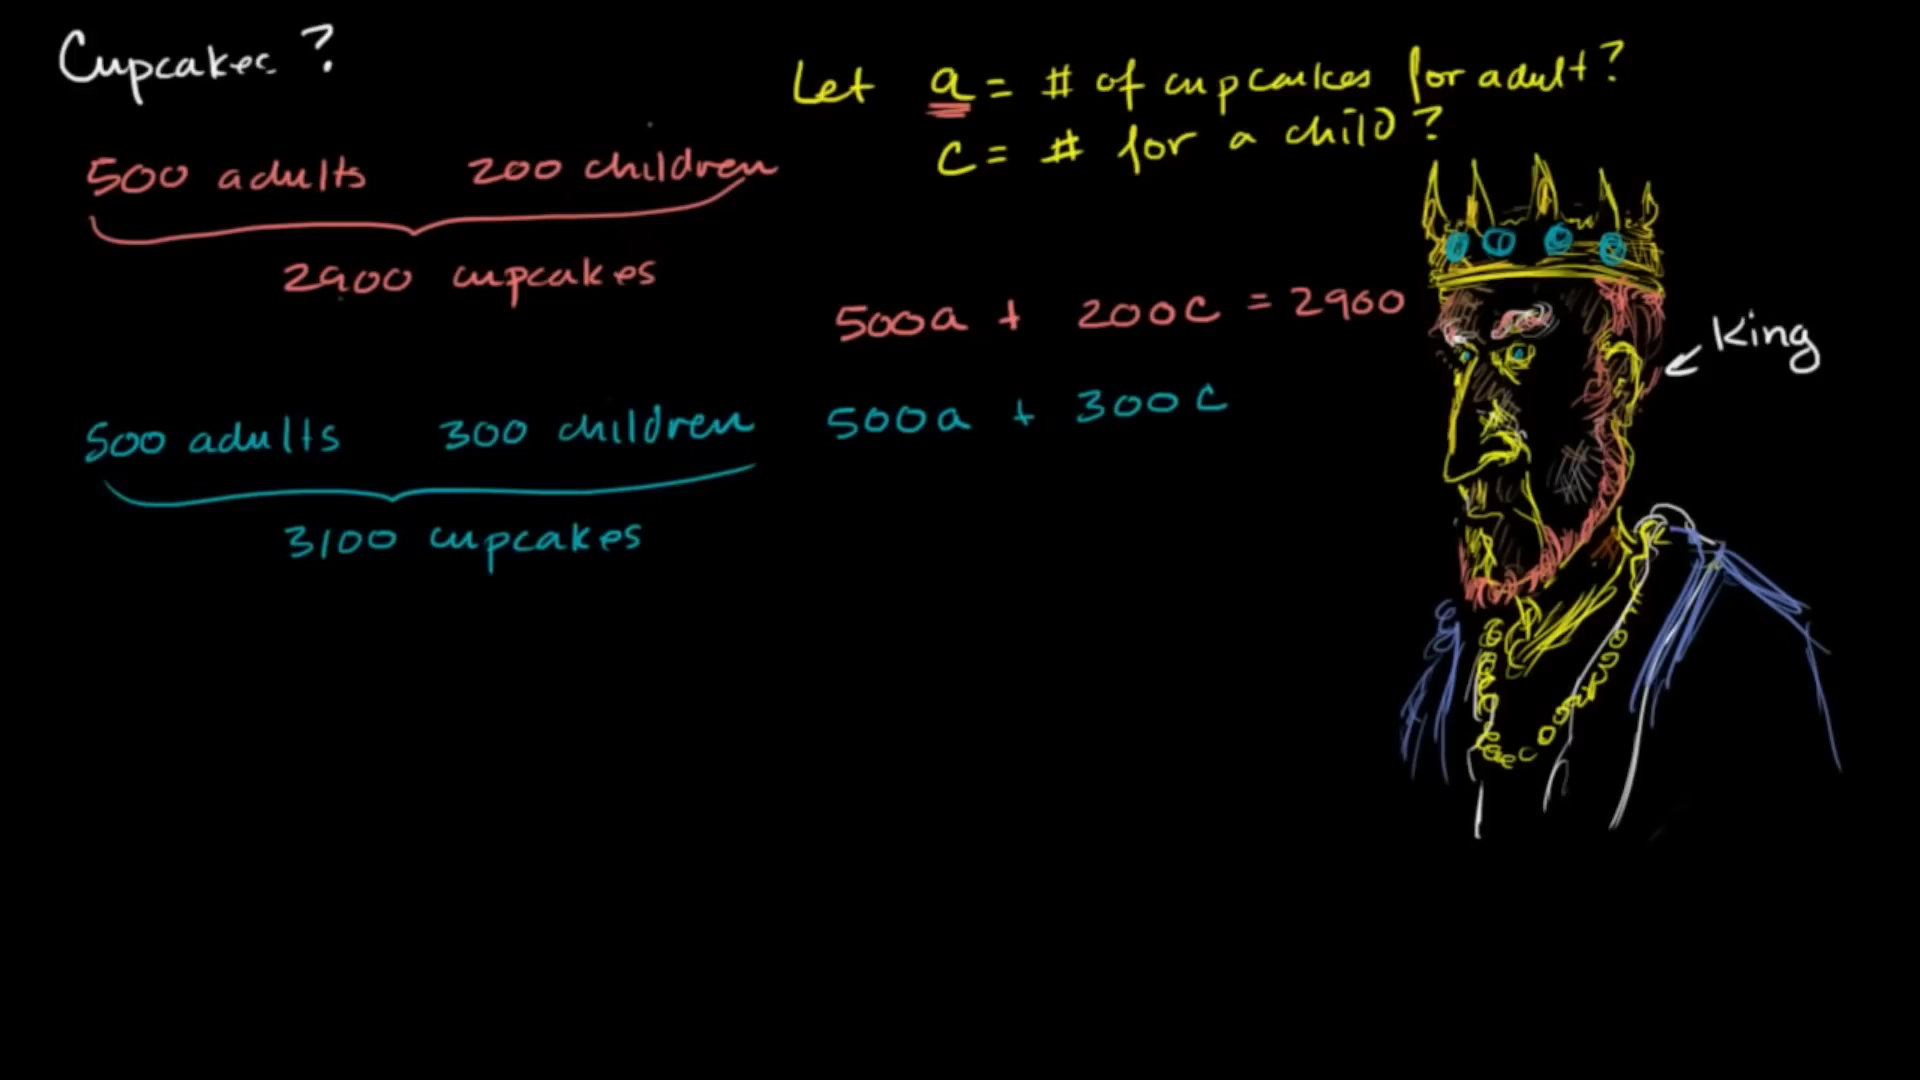 Cupcakes?
Let a = # of cupcakes for adult?
c = # for a child?
500 adults 200 children
2900 cupcakes
500a + 200c = 2900
King
500 adults 300 children 500a + 300c
3100 cupcakes